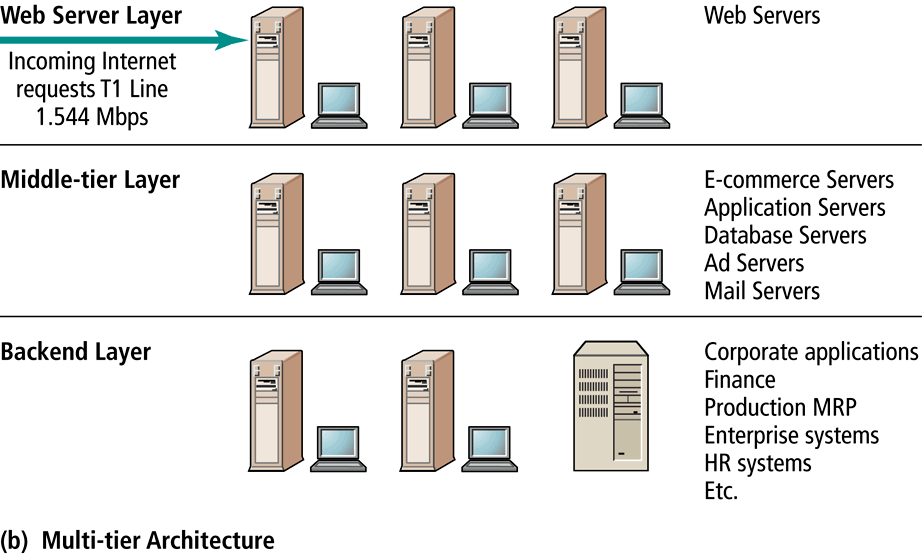 Web Server Layer
Incoming Internet
requests T1 Line
1.544 Mbps
Web Servers
Middle-tier Layer
E-commerce Servers
Application Servers
Database Servers
Ad Servers
Mail Servers
Backend Layer
Corporate applications
Finance
Production MRP
Enterprise systems
HR systems
Etc.
(b) Multi-tier Architecture